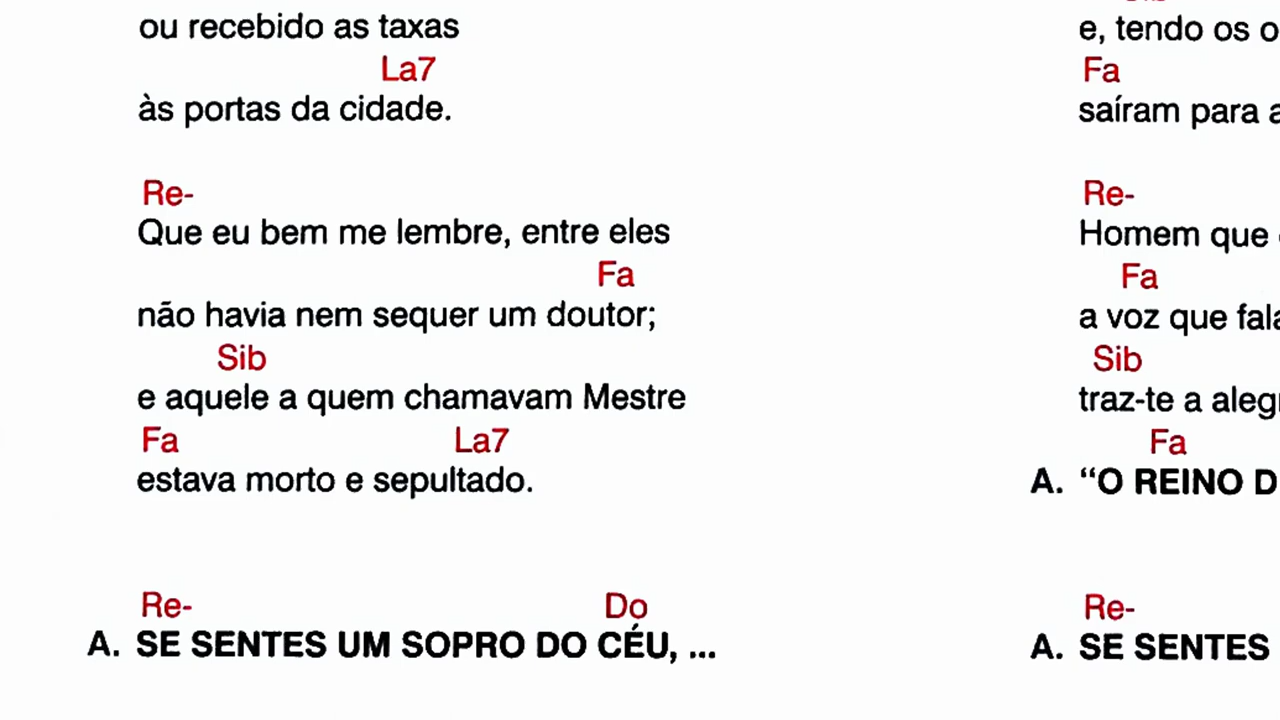 ou recebido as taxas
La7
às portas da cidade.
Re-
Que eu bem me lembre, entre eles
Fa
não havia nem sequer um doutor;
Sib
e aquele a quem chamavam Mestre
Fa La7
estava morto e sepultado.
Re- Do
A. SE SENTES UM SOPRO DO CÉU, ...
e, tendo os
Fa
saíram para
Re-
Homem que
Fa
a voz que
Sib
traz-te a
Fa
A. “O REINO
Re-
A. SE SENTES